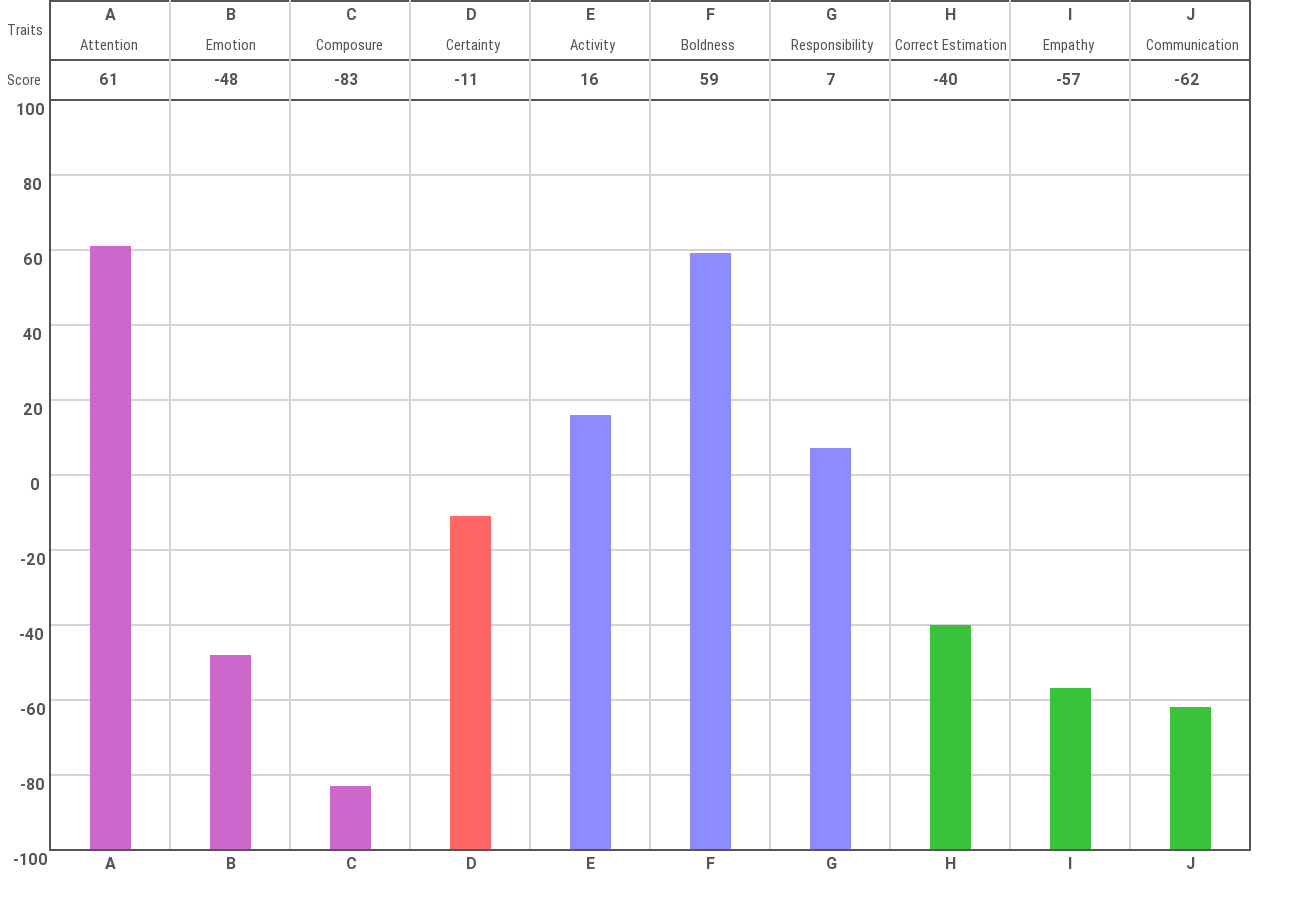 A B C D E F G H I J
Traits
Attention Emotion Composure Certainty Activity Boldness Responsibility Correct Estimation Empathy Communication
Score 61 -48 -83 -11 16 59 7 -40 -57 -62
100
80
60
40
20
0
-20
-40
-60
-80
-100
A B C D E F G H I J